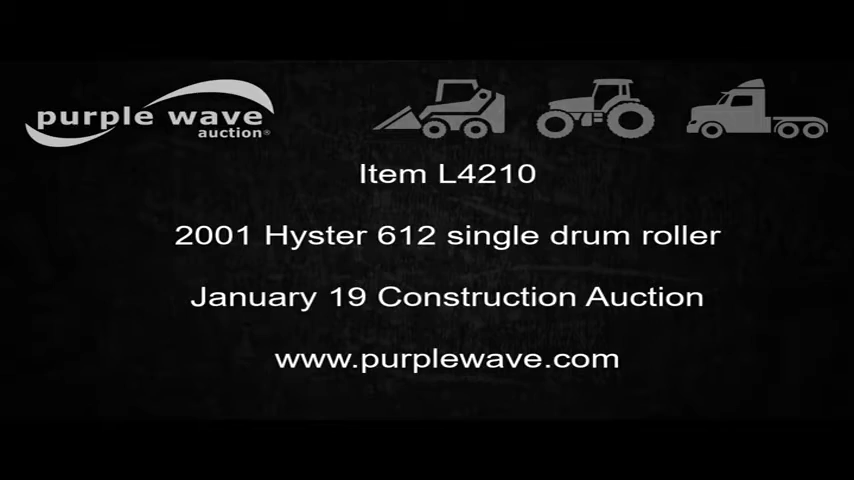 purple wave
auction®
Item L4210
2001 Hyster 612 single drum roller
January 19 Construction Auction
www.purplewave.com